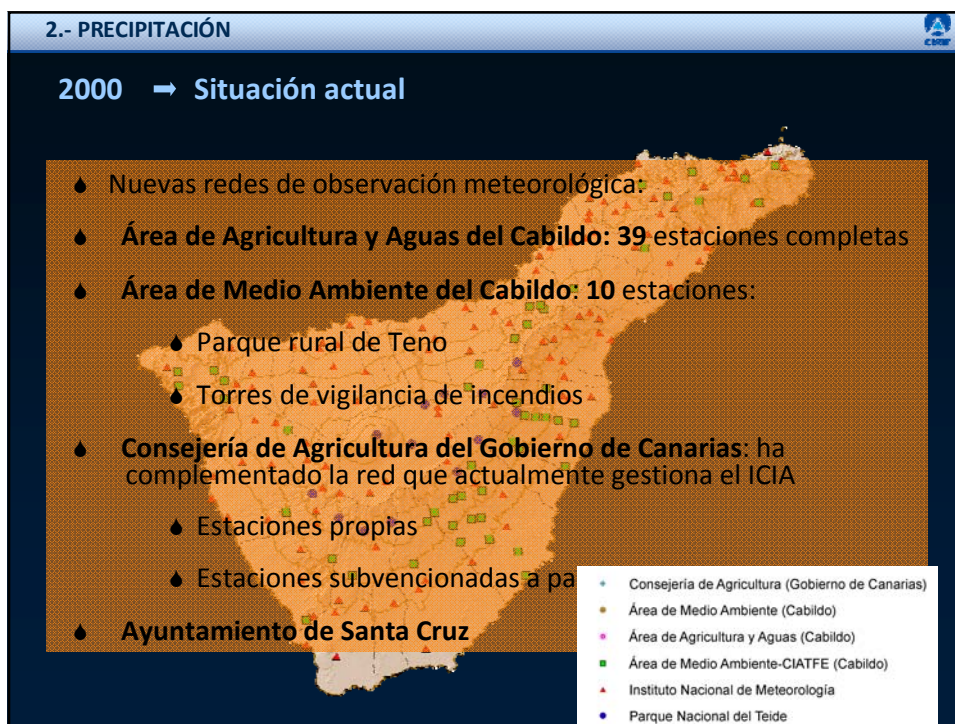 2.- PRECIPITACIÓN
2000 ➡ Situación actual
Nuevas redes de observación meteorológica:
Área de Agricultura y Aguas del Cabildo: 39 estaciones completas
Área de Medio Ambiente del Cabildo: 10 estaciones:
Parque rural de Teno
Torres de vigilancia de incendios
Consejería de Agricultura del Gobierno de Canarias: ha
complementado la red que actualmente gestiona el ICIA
Estaciones propias
Estaciones subvencionadas a
Ayuntamiento de Santa Cruz
Consejería de Agricultura (Gobierno de Canarias)
Área de Medio Ambiente (Cabildo)
Área de Agricultura y Aguas (Cabildo)
Área de Medio Ambiente-CIATFE (Cabildo)
Instituto Nacional de Meteorología
Parque Nacional del Teide